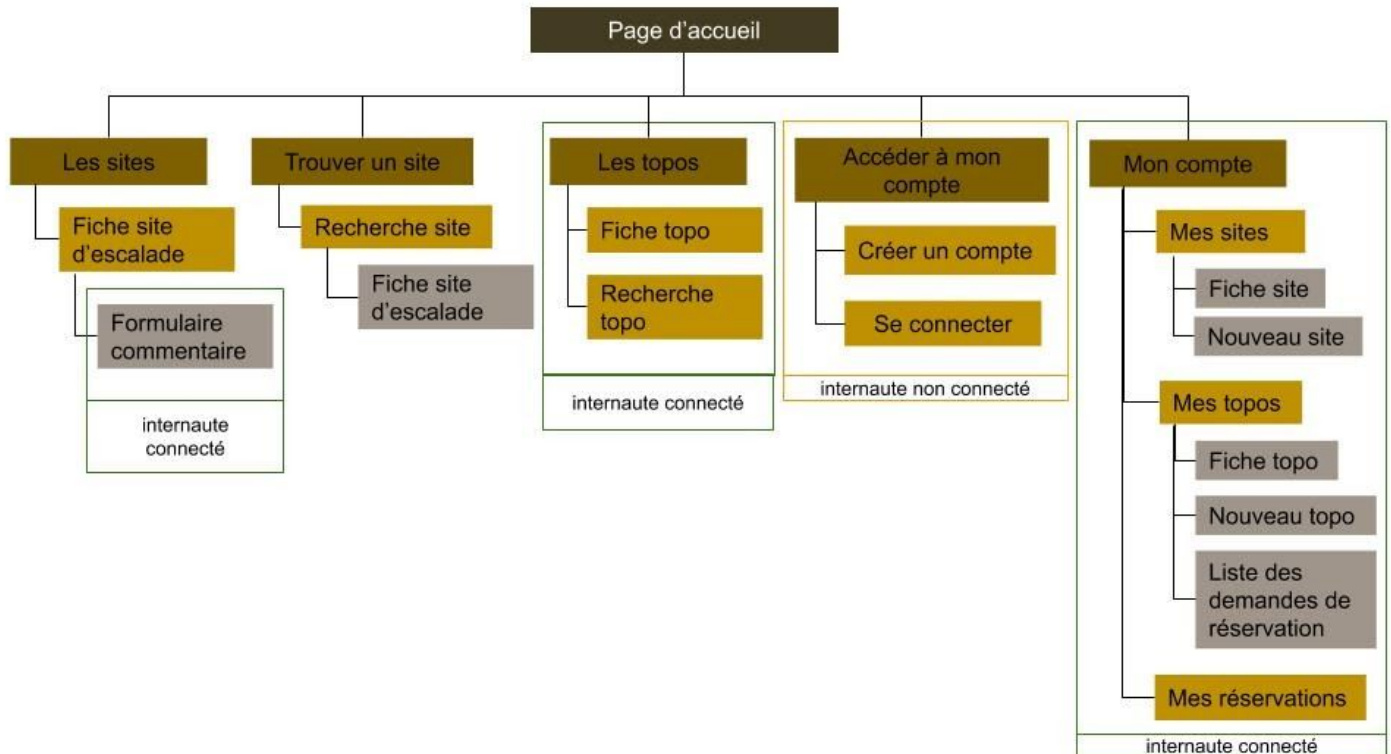 Page d’accueil
Les sites
Fiche site
d’escalade
Formulaire
commentaire
internaute
connecté
Trouver un site
Recherche site
Fiche site
d’escalade
Les topos
Fiche topo
Recherche
topo
internaute connecté
Accéder à mon
compte
Créer un compte
Se connecter
internaute non connecté
Mon compte
Mes sites
Fiche site
Nouveau site
Mes topos
Fiche topo
Nouveau topo
Liste des
demandes de
réservation
Mes réservations
internaute connecté